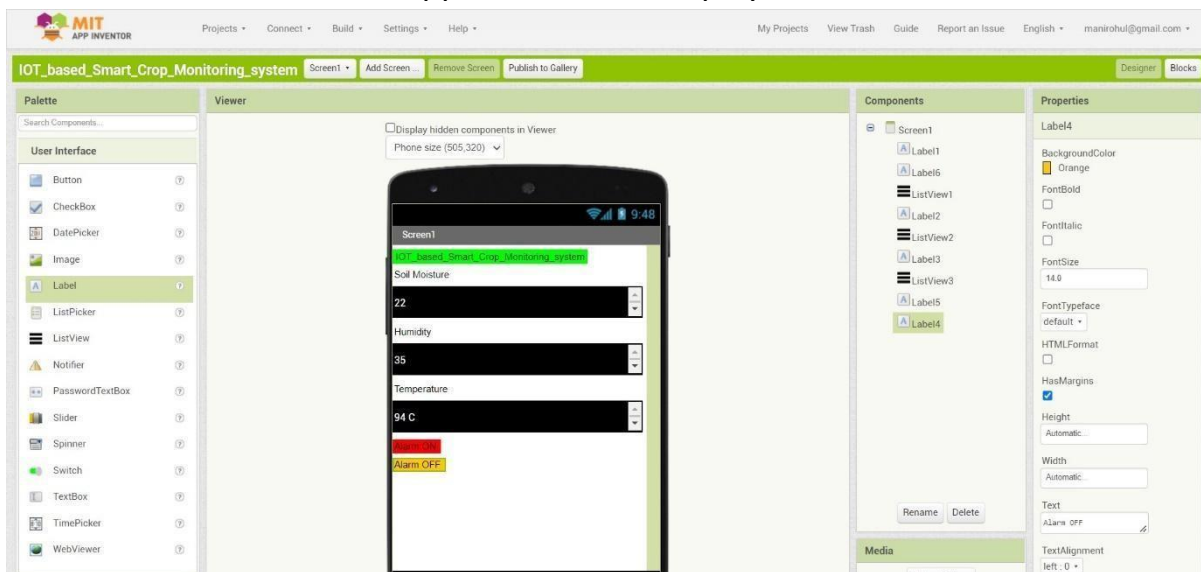 MIT
APP INVENTOR
Projects Connect Build Settings Help
My Projects View Trash Guide Report an Issue English manirohul@gmail.com
IOT_based_Smart_Crop_Monitoring_system Screen1 Add Screen ... Remove Screen Publish to Gallery Designer Blocks
Palette
Search Components...
User Interface
Button
CheckBox
DatePicker
Image
Label
ListPicker
ListView
Notifier
PasswordTextBox
Slider
Spinner
Switch
TextBox
TimePicker
WebViewer
Viewer
Display hidden components in Viewer
Phone size (505,320)
9:48
Screen1
IOT_based_Smart_Crop_Monitoring_system
Soil Moisture
22
Humidity
35
Temperature
94 C
Alarm ON
Alarm OFF
Components
Screen1
Label1
Label6
ListView1
Label2
ListView2
Label3
ListView3
Label5
Label4
Rename Delete
Media
Properties
Label4
BackgroundColor
Orange
FontBold
FontItalic
FontSize
14.0
FontTypeface
default
HTMLFormat
HasMargins
Height
Automatic...
Width
Automatic...
Text
Alarm OFF
TextAlignment
left : 0